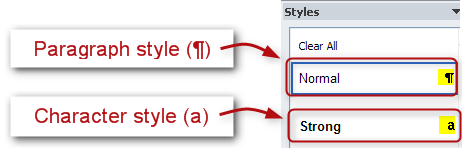 Styles
Paragraph style (¶)
Clear All
Normal ¶
Character style (a)
Strong a